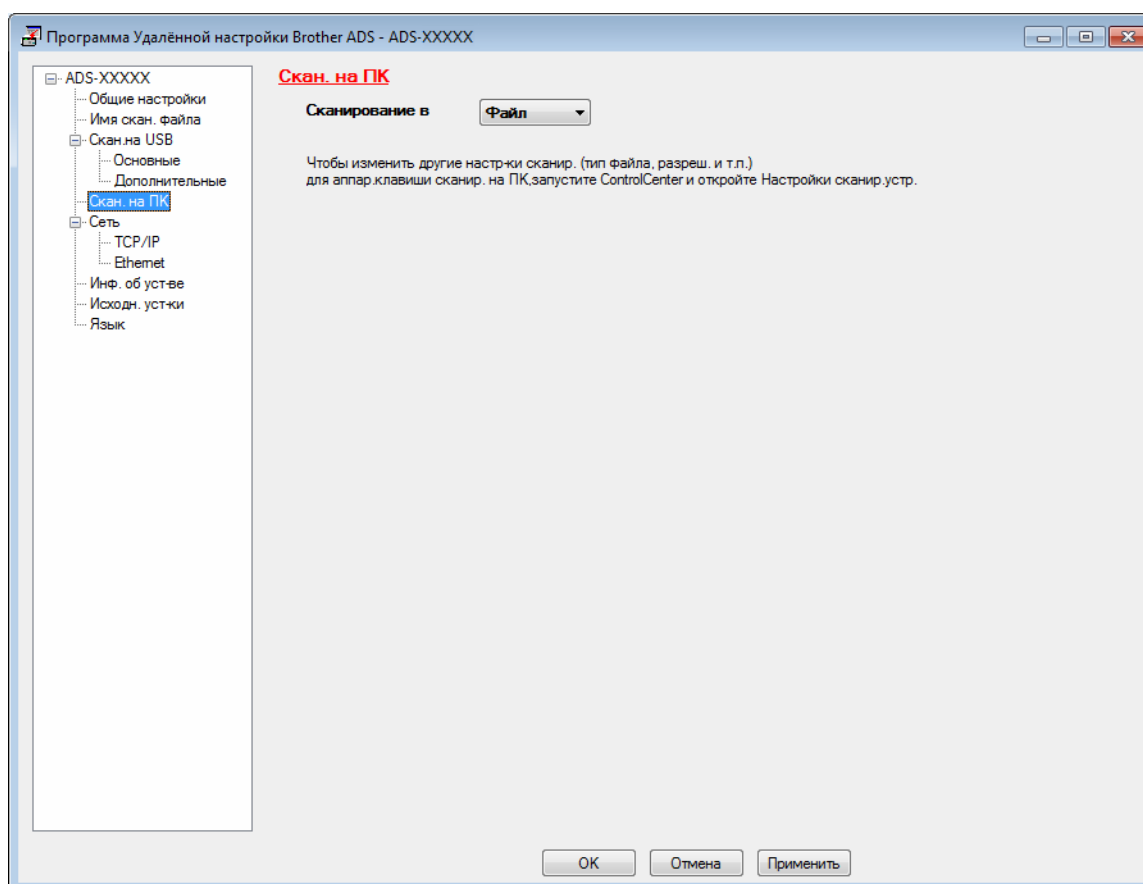 Программа Удалённой настройки Brother ADS - ADS-XXXXX
ADS-XXXXX
Общие настройки
Имя скан. файла
Скан.на USB
Основные
Дополнительные
Скан. на ПК
Сеть
TCP/IP
Ethernet
Инф. об уст-ве
Исходн. уст-ки
Язык
Скан. на ПК
Сканирование в Файл
Чтобы изменить другие настр-ки сканир. (тип файла, разреш. и т.п.)
для аппар.клавиши сканир. на ПК,запустите ControlCenter и откройте Настройки сканир.устр.
OK Отмена Применить